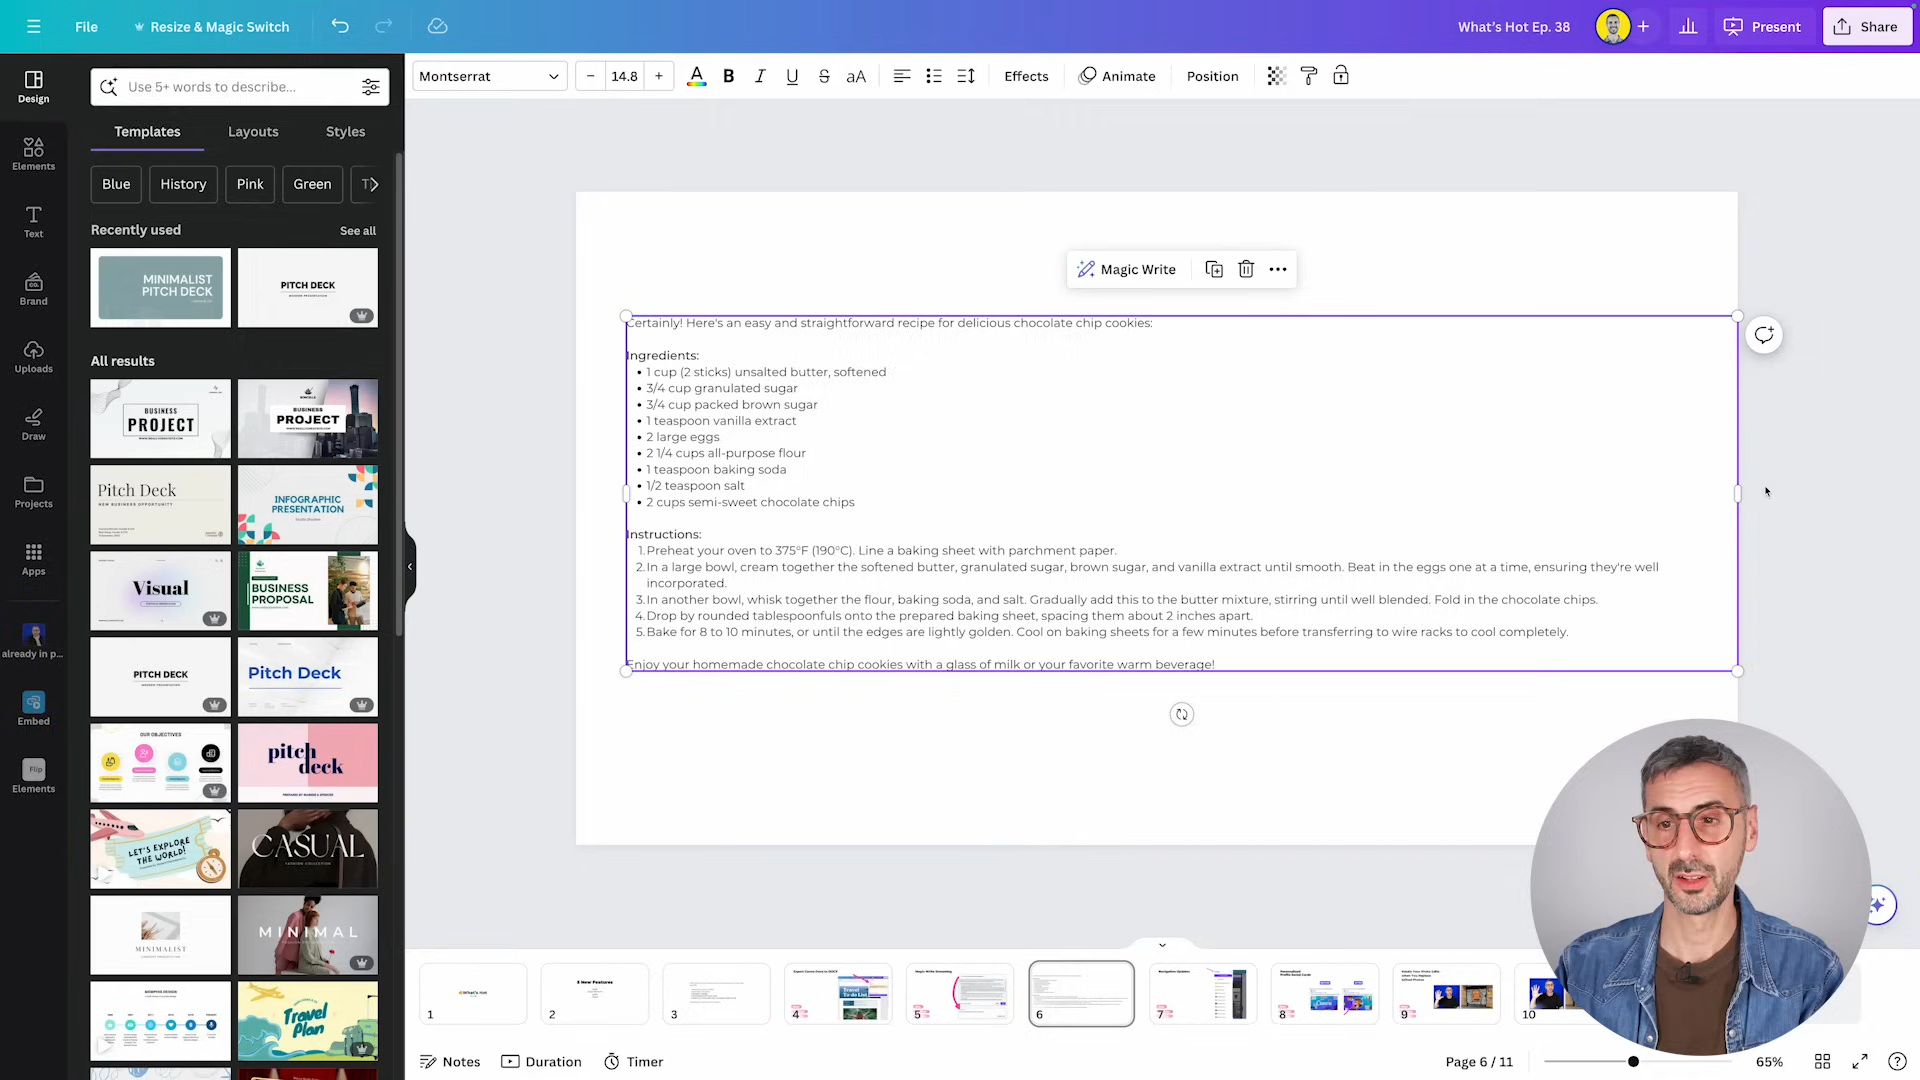 File
Resize & Magic Switch
What's Hot Ep. 38
Present
Share
Design
Elements
Text
Brand
Uploads
Draw
Projects
Apps
already in p...
Embed
Flip
Elements
Use 5+ words to describe...
Templates
Layouts
Styles
Blue
History
Pink
Green
Recently used
See all
MINIMALIST
PITCH DECK
PITCH DECK
All results
BUSINESS
PROJECT
BUSINESS
PROJECT
Pitch Deck
NEW BUSINESS OPPORTUNITY
INFOGRAPHIC
PRESENTATION
Visual
BUSINESS
PROPOSAL
PITCH DECK
Pitch Deck
OUR OBJECTIVES
pitch
deck
LET'S EXPLORE
THE WORLD!
CASUAL
MINIMALIST
MINIMAL
Travel
Plan
Montserrat
14.8
A
B
I
U
S
aA
Effects
Animate
Position
Magic Write
Certainly! Here's an easy and straightforward recipe for delicious chocolate chip cookies:
Ingredients:
• 1 cup (2 sticks) unsalted butter, softened
• 3/4 cup granulated sugar
• 3/4 cup packed brown sugar
• 1 teaspoon vanilla extract
• 2 large eggs
• 2 1/4 cups all-purpose flour
• 1 teaspoon baking soda
• 1/2 teaspoon salt
• 2 cups semi-sweet chocolate chips
Instructions:
1. Preheat your oven to 375°F (190°C). Line a baking sheet with parchment paper.
2. In a large bowl, cream together the softened butter, granulated sugar, brown sugar, and vanilla extract until smooth. Beat in the eggs one at a time, ensuring they're well
incorporated.
3. In another bowl, whisk together the flour, baking soda, and salt. Gradually add this to the butter mixture, stirring until well blended. Fold in the chocolate chips.
4. Drop by rounded tablespoonfuls onto the prepared baking sheet, spacing them about 2 inches apart.
5. Bake for 8 to 10 minutes, or until the edges are lightly golden. Cool on baking sheets for a few minutes before transferring to wire racks to cool completely.
Enjoy your homemade chocolate chip cookies with a glass of milk or your favorite warm beverage!
What's Hot
1
2
3
4
5
6
7
8
9
10
Notes
Duration
Timer
Page 6 / 11
65%